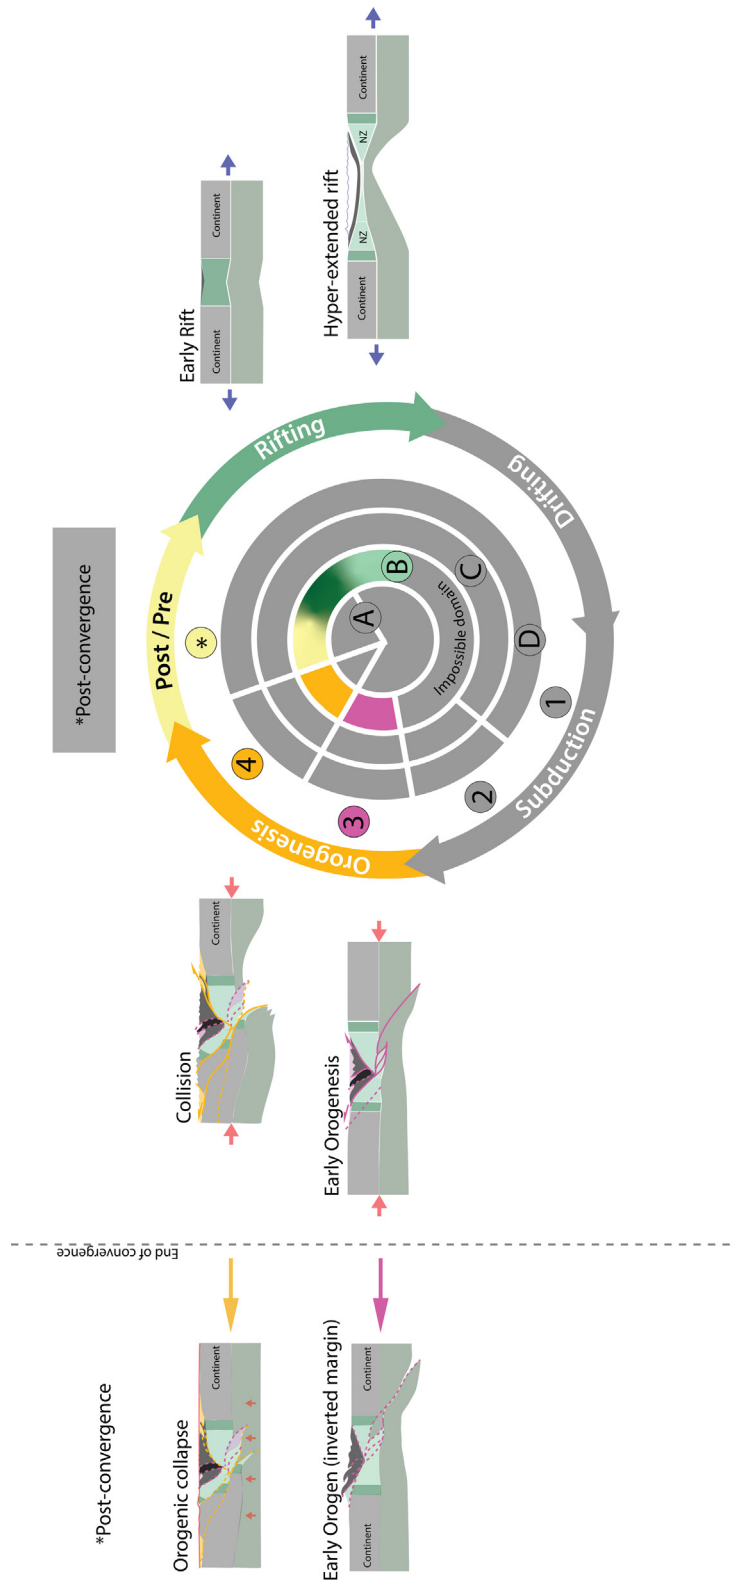 *Post-convergence
Early Rift
Continent
Continent
Hyper-extended rift
Continent
NZ
NZ
Continent
Post / Pre
Rifting
Drifting
Subduction
Orogenesis
*
1
2
3
4
A
B
C
D
Impossible domain
Collision
Continent
Early Orogenesis
End of convergence
*Post-convergence
Orogenic collapse
Continent
Early Orogen (inverted margin)
Continent
Continent